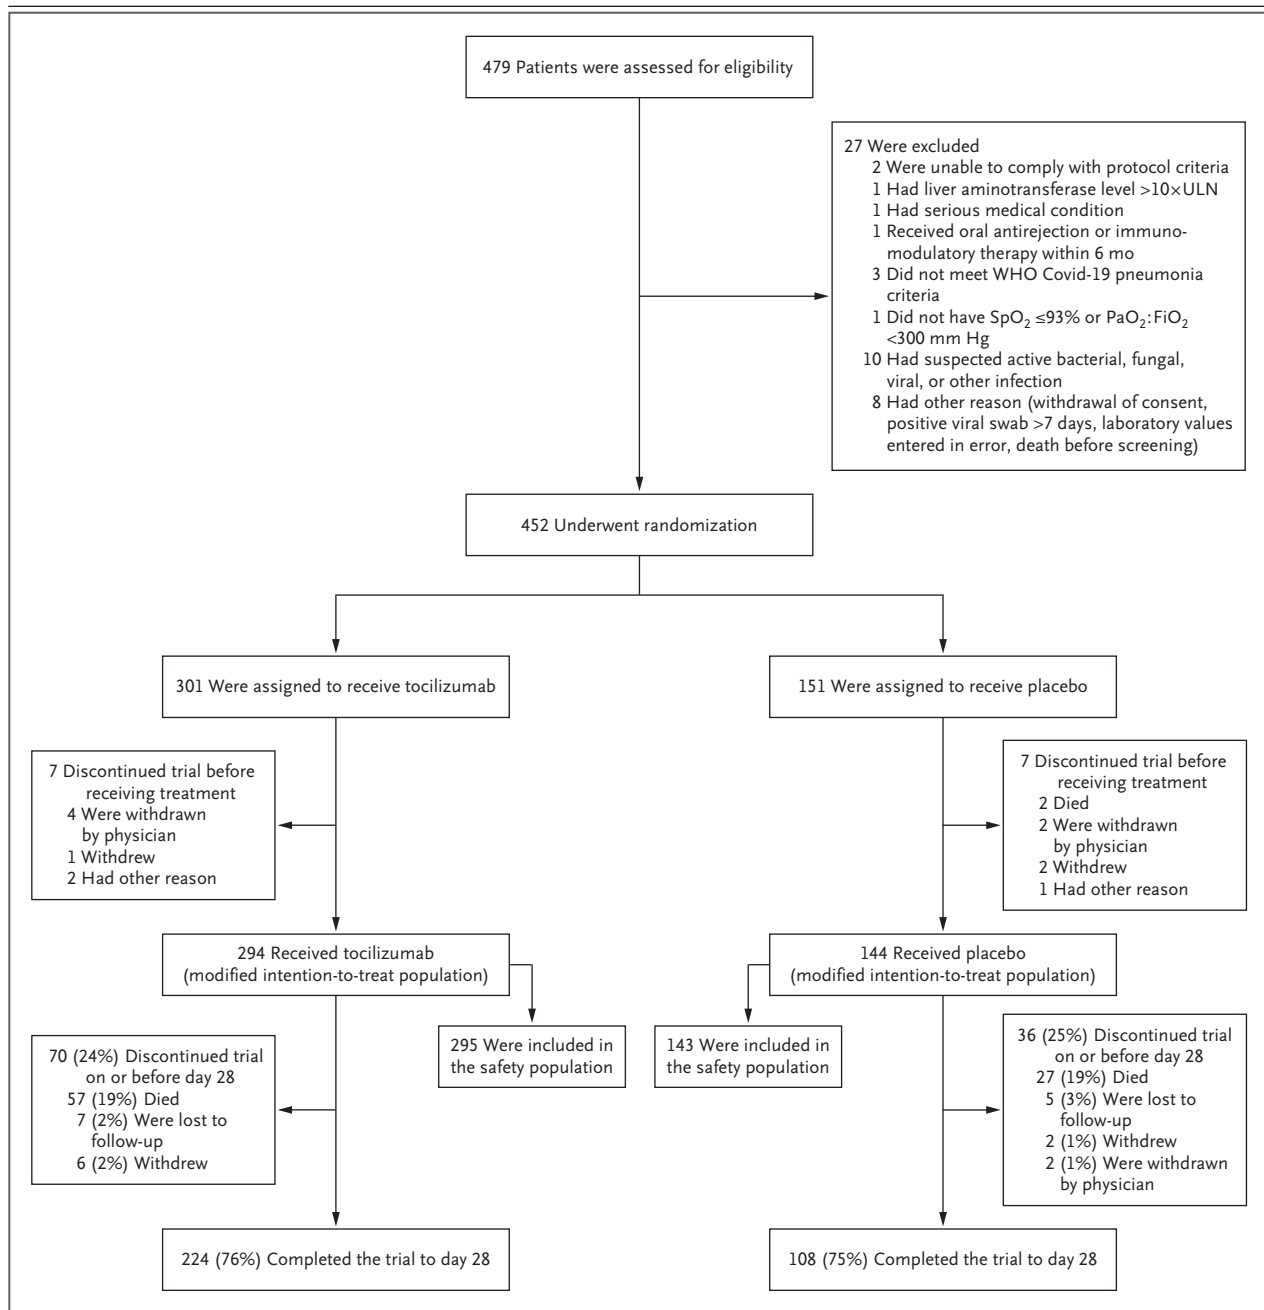 479 Patients were assessed for eligibility
27 Were excluded
2 Were unable to comply with protocol criteria
1 Had liver aminotransferase level >10×ULN
1 Had serious medical condition
1 Received oral antirejection or immuno-
modulatory therapy within 6 mo
3 Did not meet WHO Covid-19 pneumonia
criteria
1 Did not have SpO₂ ≤93% or PaO₂:FiO₂
<300 mm Hg
10 Had suspected active bacterial, fungal,
viral, or other infection
8 Had other reason (withdrawal of consent,
positive viral swab >7 days, laboratory values
entered in error, death before screening)
452 Underwent randomization
301 Were assigned to receive tocilizumab
151 Were assigned to receive placebo
7 Discontinued trial before
receiving treatment
4 Were withdrawn
by physician
1 Withdrew
2 Had other reason
7 Discontinued trial before
receiving treatment
2 Died
2 Were withdrawn
by physician
2 Withdrew
1 Had other reason
294 Received tocilizumab
(modified intention-to-treat population)
144 Received placebo
(modified intention-to-treat population)
295 Were included in
the safety population
143 Were included in
the safety population
70 (24%) Discontinued trial
on or before day 28
57 (19%) Died
7 (2%) Were lost to
follow-up
6 (2%) Withdrew
36 (25%) Discontinued trial
on or before day 28
27 (19%) Died
5 (3%) Were lost to
follow-up
2 (1%) Withdrew
2 (1%) Were withdrawn
by physician
224 (76%) Completed the trial to day 28
108 (75%) Completed the trial to day 28